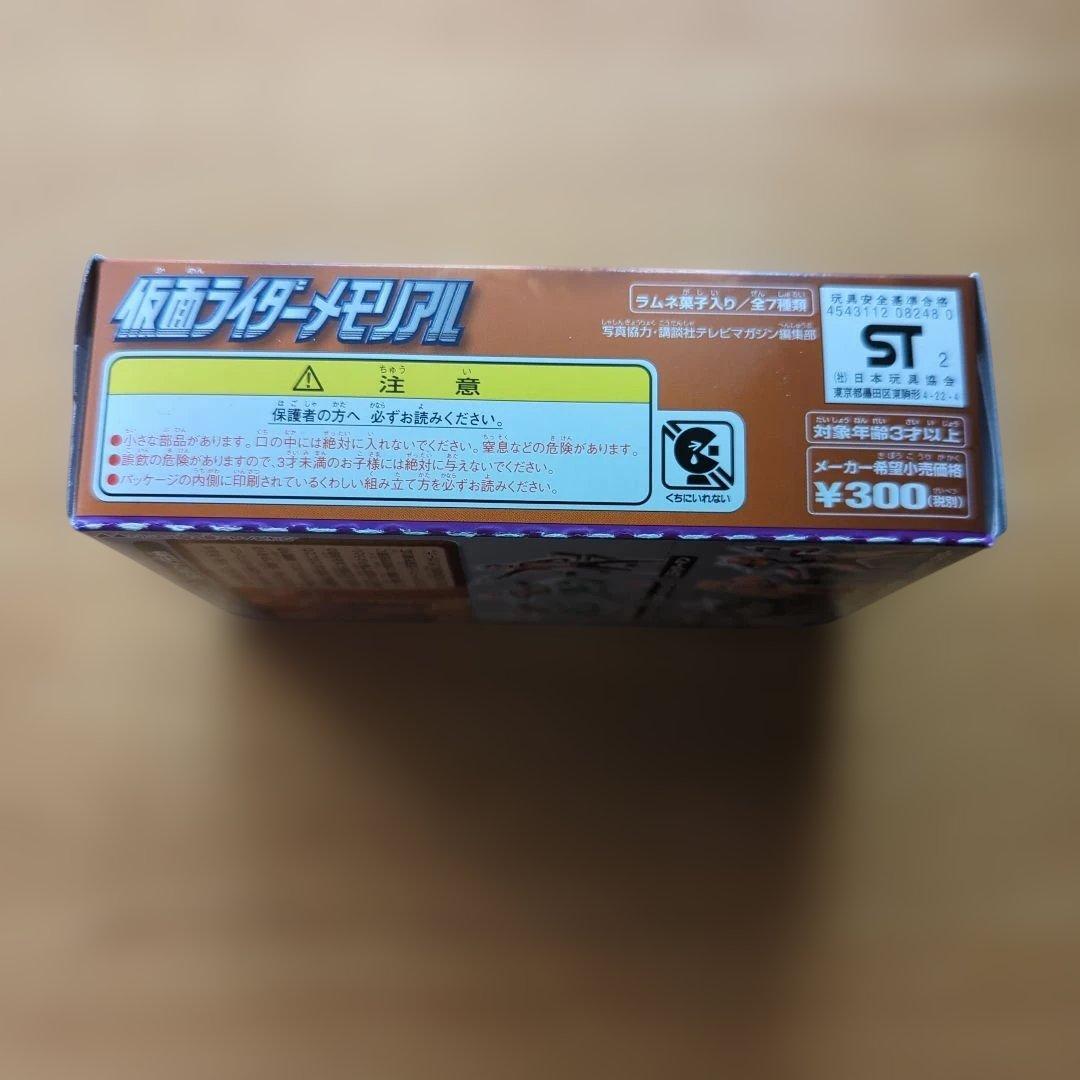 仮面ライダーメモリアル
ラムネ菓子入り／全7種類
写真協力・講談社テレビマガジン編集部
玩具安全基準合格
4543112 08248 0
ST 2
(社)日本玩具協会
東京都墨田区東駒形4-22-4
対象年齢3才以上
メーカー希望小売価格
¥300(税別)
⚠ 注意
保護者の方へ 必ずお読みください。
●小さな部品があります。口の中には絶対に入れないでください。窒息などの危険があります。
●誤飲の危険がありますので、3才未満のお子様には絶対に与えないでください。
●パッケージの内側に印刷されているくわしい組み立て方を必ずお読みください。
くちにいれない